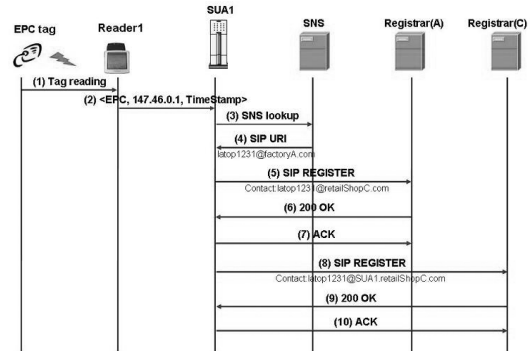 EPC tag
Reader1
SUA1
SNS
Registrar(A)
Registrar(C)
(1) Tag reading
(2) <EPC, 147.46.0.1, TimeStamp>
(3) SNS lookup
(4) SIP URI
latop1231@factoryA.com
(5) SIP REGISTER
Contact:latop1231@retailShopC.com
(6) 200 OK
(7) ACK
(8) SIP REGISTER
Contact:latop1231@SUA1.retailShopC.com
(9) 200 OK
(10) ACK